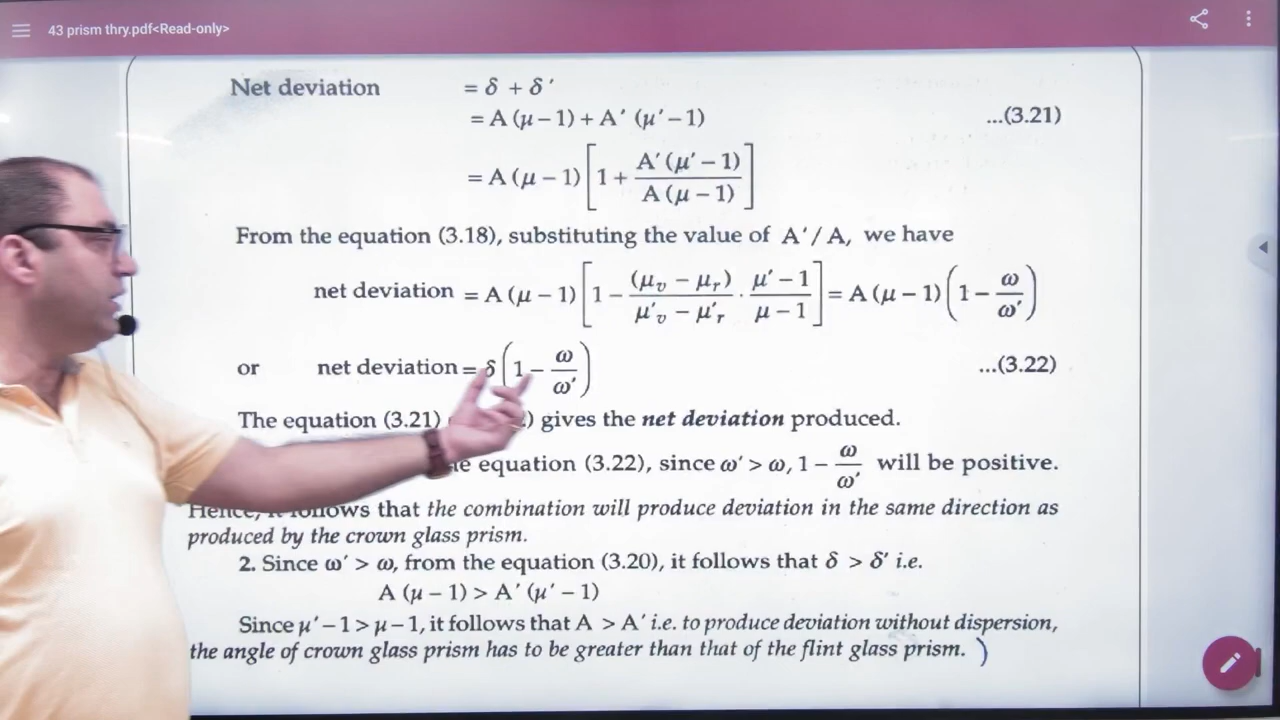 43 prism thry.pdf<Read-only>
Net deviation = δ + δ′
= A (μ − 1) + A′ (μ′ − 1) ...(3.21)
= A (μ − 1) [1 + A′ (μ′ − 1) / A (μ − 1)]
From the equation (3.18), substituting the value of A′ / A, we have
net deviation = A (μ − 1) [1 − (μᵥ − μᵣ) / μ′ᵥ − μ′ᵣ · μ′ − 1 / μ − 1] = A (μ − 1) (1 − ω / ω′)
or net deviation = δ (1 − ω / ω′) ...(3.22)
The equation (3.21) ) gives the net deviation produced.
equation (3.22), since ω′ > ω, 1 − ω / ω′ will be positive.
Hence, it follows that the combination will produce deviation in the same direction as
produced by the crown glass prism.
2. Since ω′ > ω, from the equation (3.20), it follows that δ > δ′ i.e.
A (μ − 1) > A′ (μ′ − 1)
Since μ′ − 1 > μ − 1, it follows that A > A′ i.e. to produce deviation without dispersion,
the angle of crown glass prism has to be greater than that of the flint glass prism. )